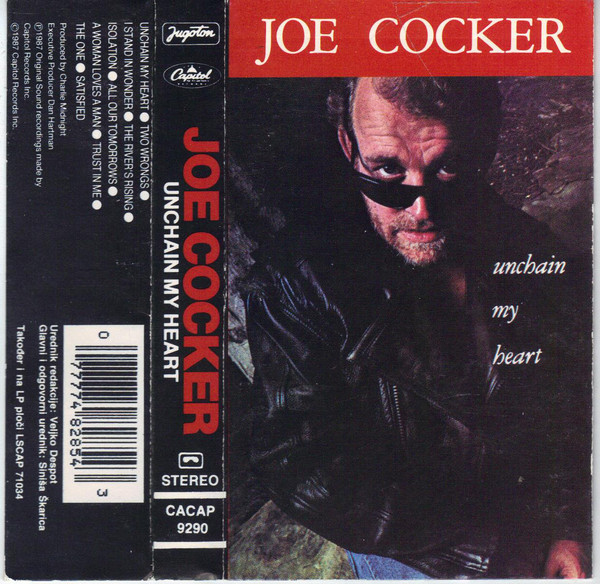 UNCHAIN MY HEART ● TWO WRONGS ●
I STAND IN WONDER ● THE RIVER'S RISING ●
ISOLATION ● ALL OUR TOMORROWS ●
A WOMAN LOVES A MAN ● TRUST IN ME ●
THE ONE ● SATISFIED
Produced by Charlie Midnight
Executive Producer Dan Hartman
℗1987 Original Sound recordings made by
Capitol Records Inc.
©1987 Capitol Records Inc.
0 77774 82854 3
Urednik redakcije: Veljko Despot
Glavni i odgovorni urednik: Siniša Škarica
Također i na LP ploči LSCAP 71034
Jugoton
Capitol
JOE COCKER
UNCHAIN MY HEART
STEREO
CACAP
9290
JOE COCKER
unchain
my
heart